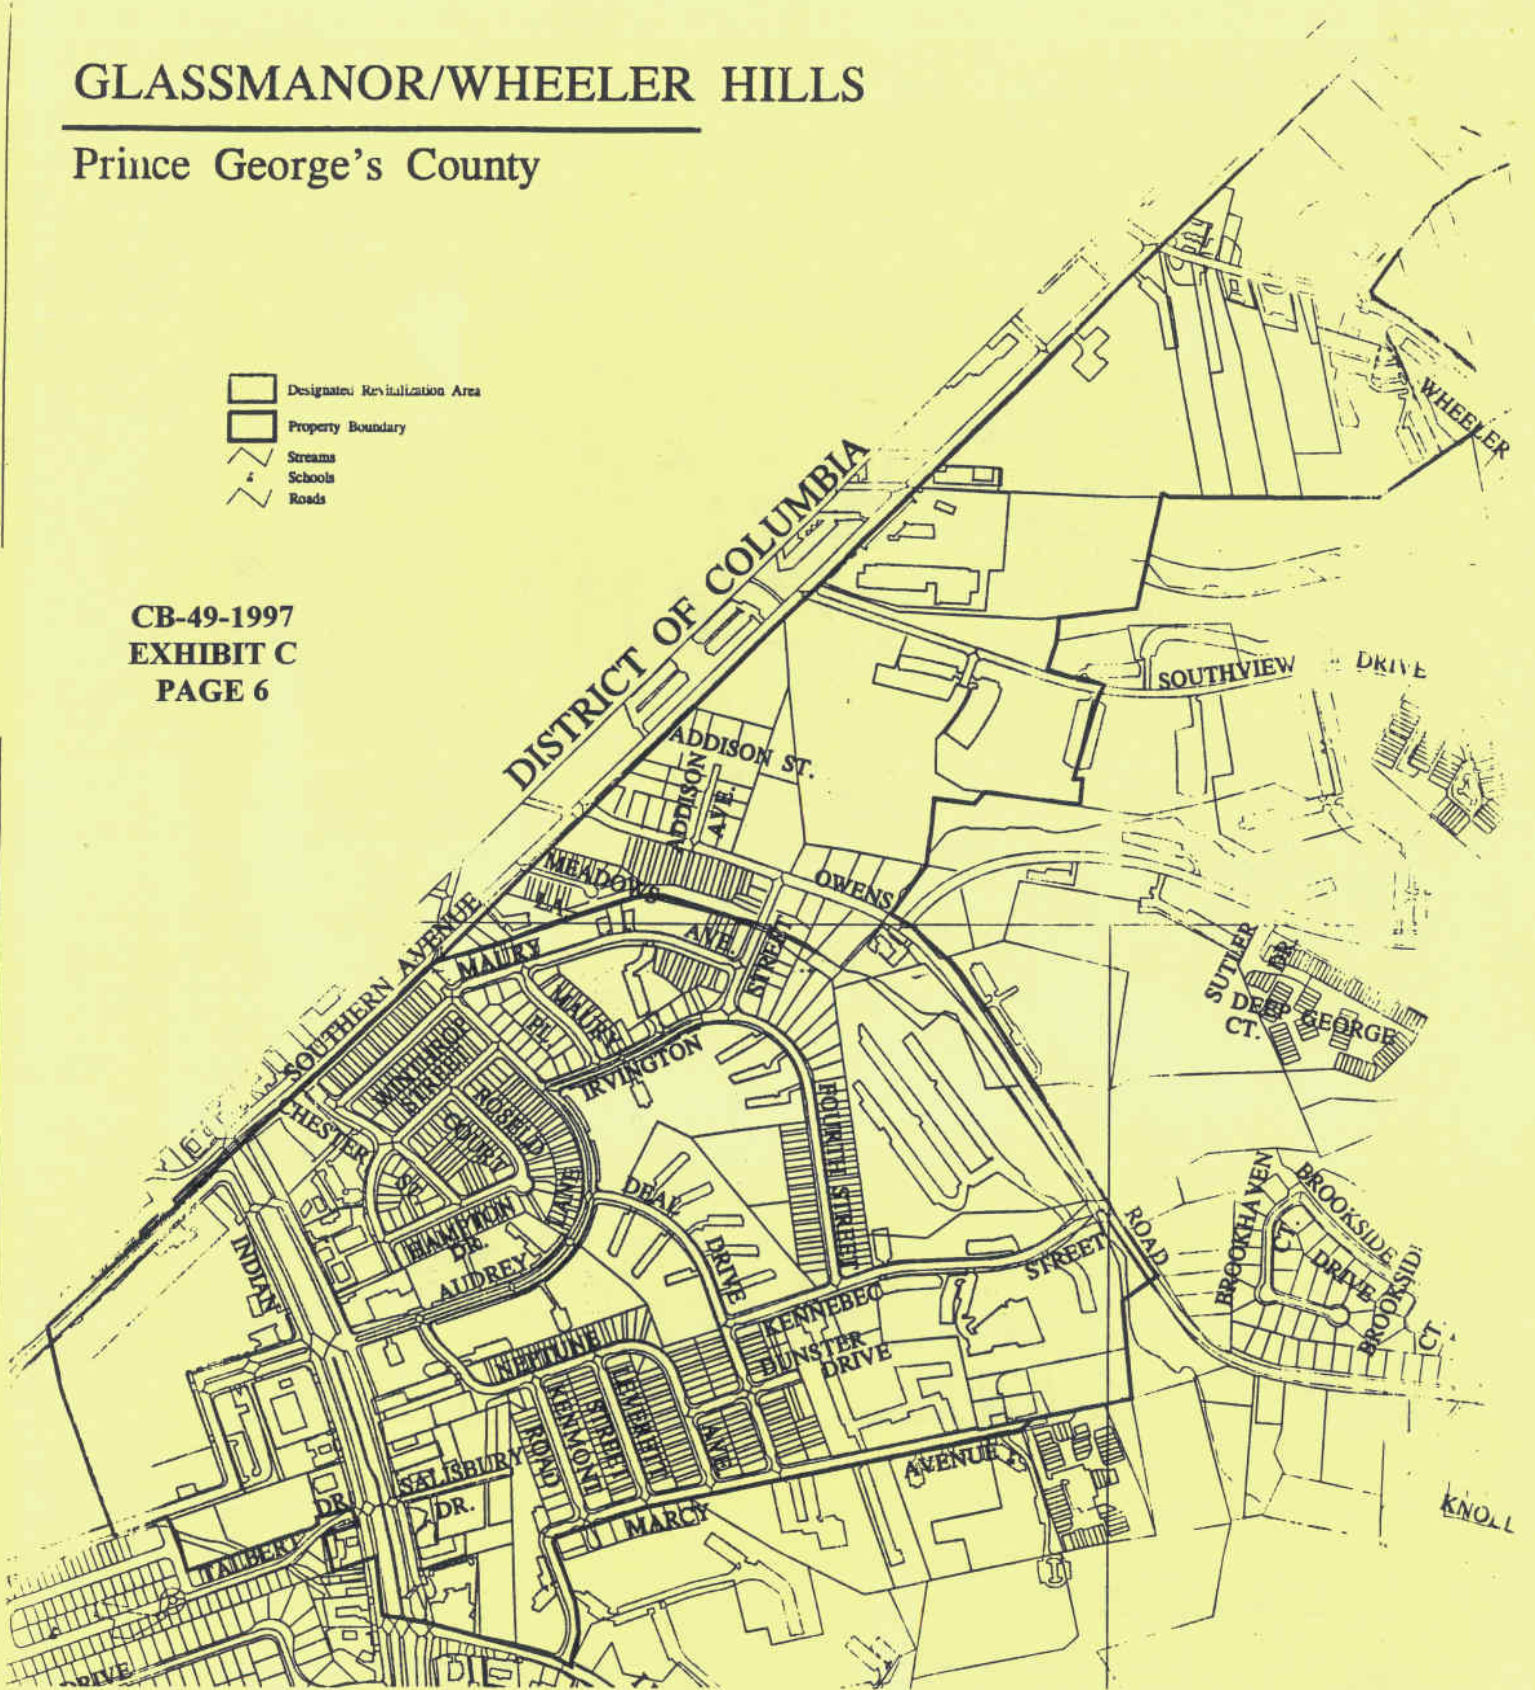 GLASSMANOR/WHEELER HILLS
Prince George's County
Designated Revitalization Area
Property Boundary
Streams
Schools
Roads
CB-49-1997
EXHIBIT C
PAGE 6
DISTRICT OF COLUMBIA
WHEELER
SOUTHVIEW DRIVE
ADDISON ST.
ADDISON
AVE.
MEADOWS
OWENS
SOUTHERN AVENUE
MAURY
AVE.
STREET
MAURY
PL.
SUTLER
DR.
DEEP GEORGE
CT.
WINTHROP
STREET
IRVINGTON
ROSELID
COURT
CHESTER
ST.
FOURTH STREET
LANE
DEAL
DRIVE
HAMPTON
DR.
AUDREY
INDIAN
ROAD
STREET
KENNEBEC
BROOKHAVEN
CT.
BROOKSIDE
DRIVE
BROOKSIDE
CT.
NEPTUNE
DUNSTER
DRIVE
KENMONT
ROAD
LEVERETT
STREET
AVE
SALISBURY
DR.
AVENUE
MARCY
KNOLL
TALBERT
DR.
DRIVE